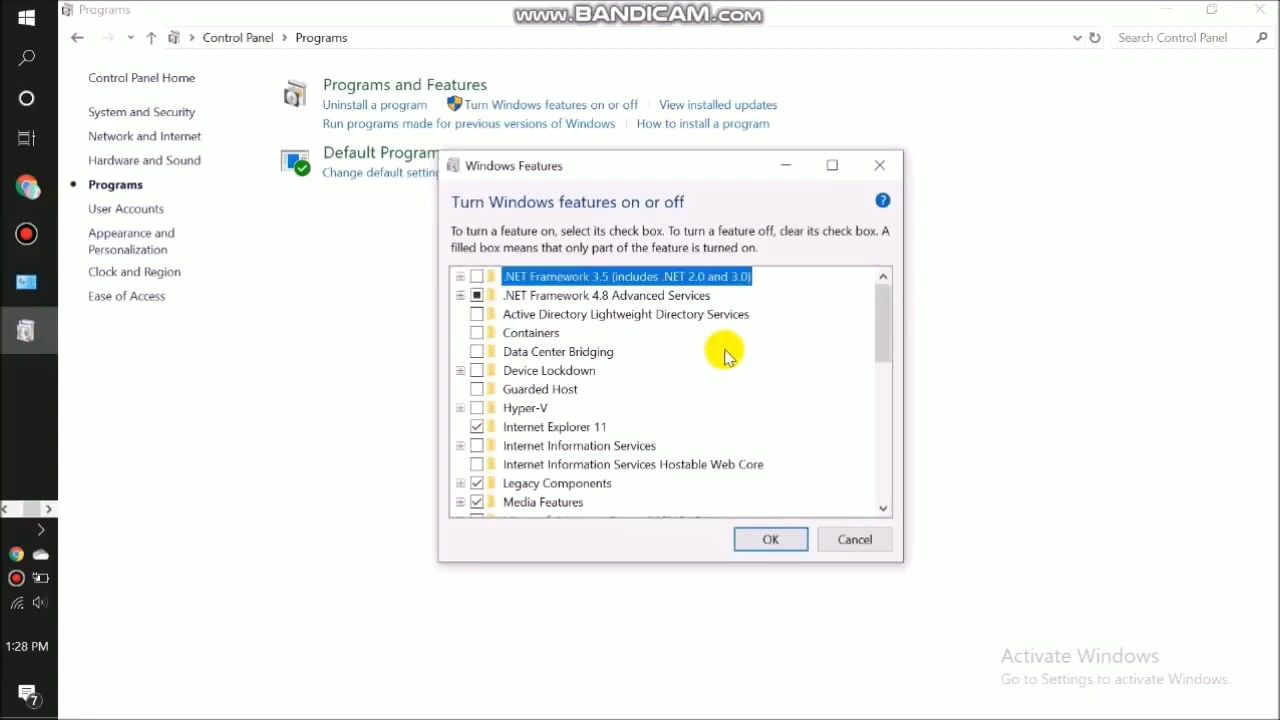 Programs
www.BANDICAM.com
Control Panel
Programs
Search Control Panel
Control Panel Home
System and Security
Network and Internet
Hardware and Sound
Programs
User Accounts
Appearance and
Personalization
Clock and Region
Ease of Access
Programs and Features
Uninstall a program
Turn Windows features on or off
View installed updates
Run programs made for previous versions of Windows
How to install a program
Default Program
Change default settin
Windows Features
Turn Windows features on or off
To turn a feature on, select its check box. To turn a feature off, clear its check box. A
filled box means that only part of the feature is turned on.
.NET Framework 3.5 (includes .NET 2.0 and 3.0)
.NET Framework 4.8 Advanced Services
Active Directory Lightweight Directory Services
Containers
Data Center Bridging
Device Lockdown
Guarded Host
Hyper-V
Internet Explorer 11
Internet Information Services
Internet Information Services Hostable Web Core
Legacy Components
Media Features
OK
Cancel
1:28 PM
7
Activate Windows
Go to Settings to activate Windows.